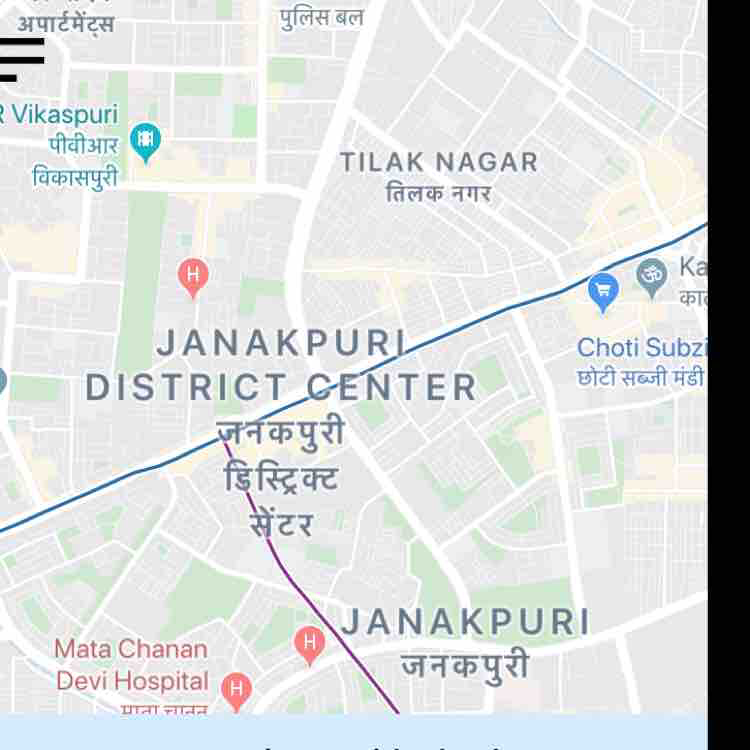 अपार्टमेंट्स
पुलिस बल
R Vikaspuri
पीवीआर
विकासपुरी
TILAK NAGAR
तिलक नगर
H
Ka
ॐ
Choti Subzi
छोटी सब्जी मंडी
JANAKPURI
DISTRICT CENTER
जनकपुरी
डिस्ट्रिक्ट
सेंटर
JANAKPURI
जनकपुरी
H
Mata Chanan
Devi Hospital
H
माता चानन